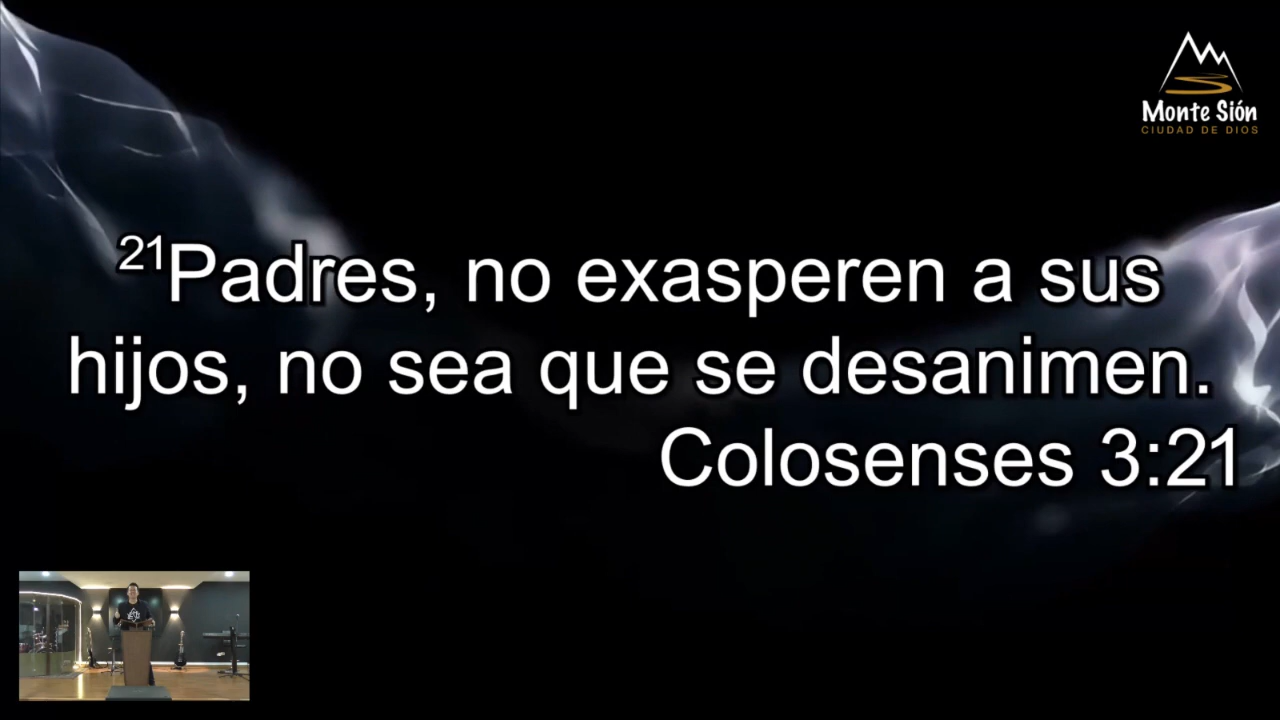 Monte Sión
CIUDAD DE DIOS
21Padres, no exasperen a sus
hijos, no sea que se desanimen.
Colosenses 3:21